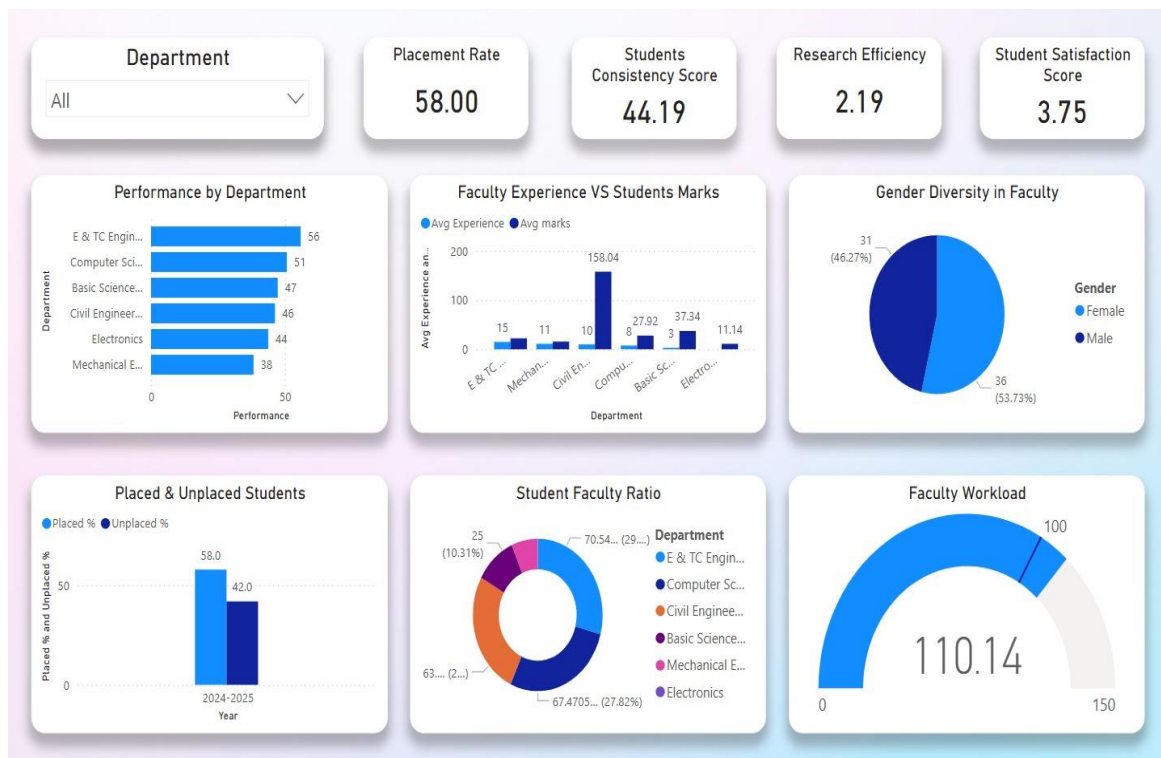 Department
All
Placement Rate
58.00
Students
Consistency Score
44.19
Research Efficiency
2.19
Student Satisfaction
Score
3.75
Performance by Department
E & TC Engin...
56
Computer Sci...
51
Basic Science...
47
Civil Engineer...
46
Electronics
44
Mechanical E...
38
0
50
Performance
Department
Faculty Experience VS Students Marks
Avg Experience
Avg marks
Avg Experience an...
200
100
0
15
11
10
158.04
8
27.92
3
37.34
11.14
E & TC ...
Mechan...
Civil En...
Compu...
Basic Sc...
Electro...
Department
Gender Diversity in Faculty
31
(46.27%)
36
(53.73%)
Gender
Female
Male
Placed & Unplaced Students
Placed %
Unplaced %
Placed % and Unplaced %
50
0
58.0
42.0
2024-2025
Year
Student Faculty Ratio
25
(10.31%)
70.54... (29....)
63.... (2...)
67.4705... (27.82%)
Department
E & TC Engin...
Computer Sc...
Civil Enginee...
Basic Science...
Mechanical E...
Electronics
Faculty Workload
100
110.14
0
150